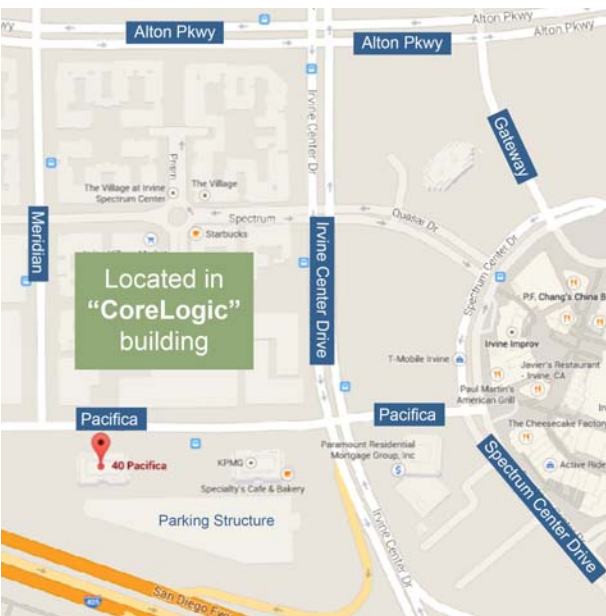 wy
Alton Pkwy
Alton Pkwy
Alton Pkwy
Alton Pkwy
Irvine Center Dr
Gateway
Prism
The Village at Irvine
Spectrum Center
The Village
Meridian
Spectrum
Quasar Dr
Starbucks
Irvine Center Drive
Spectrum Center Dr
Located in
"CoreLogic"
building
P.F. Chang's China B
Irvine Improv
T-Mobile Irvine
Javier's Restaurant
- Irvine, CA
Paul Martin's
American Grill
Pacifica
Pacifica
The Cheesecake Factory
40 Pacifica
KPMG
Paramount Residential
Mortgage Group, Inc
Specialty's Cafe & Bakery
Active Ride
Spectrum Center Drive
Parking Structure
Irvine Center Dr
San Diego Fwy
405